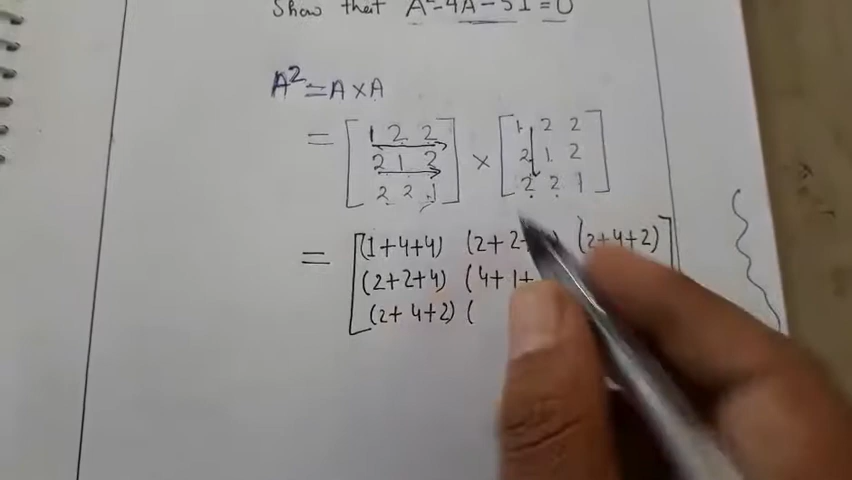 Show that A²-4A-5I=0
A²=A×A
= [1 2 2] × [1 2 2]
[2 1 2] [2 1 2]
[2 2 1] [2 2 1]
= [(1+4+4) (2+2+ ) (2+4+2)]
(2+2+4) (4+1+
(2+4+2) (